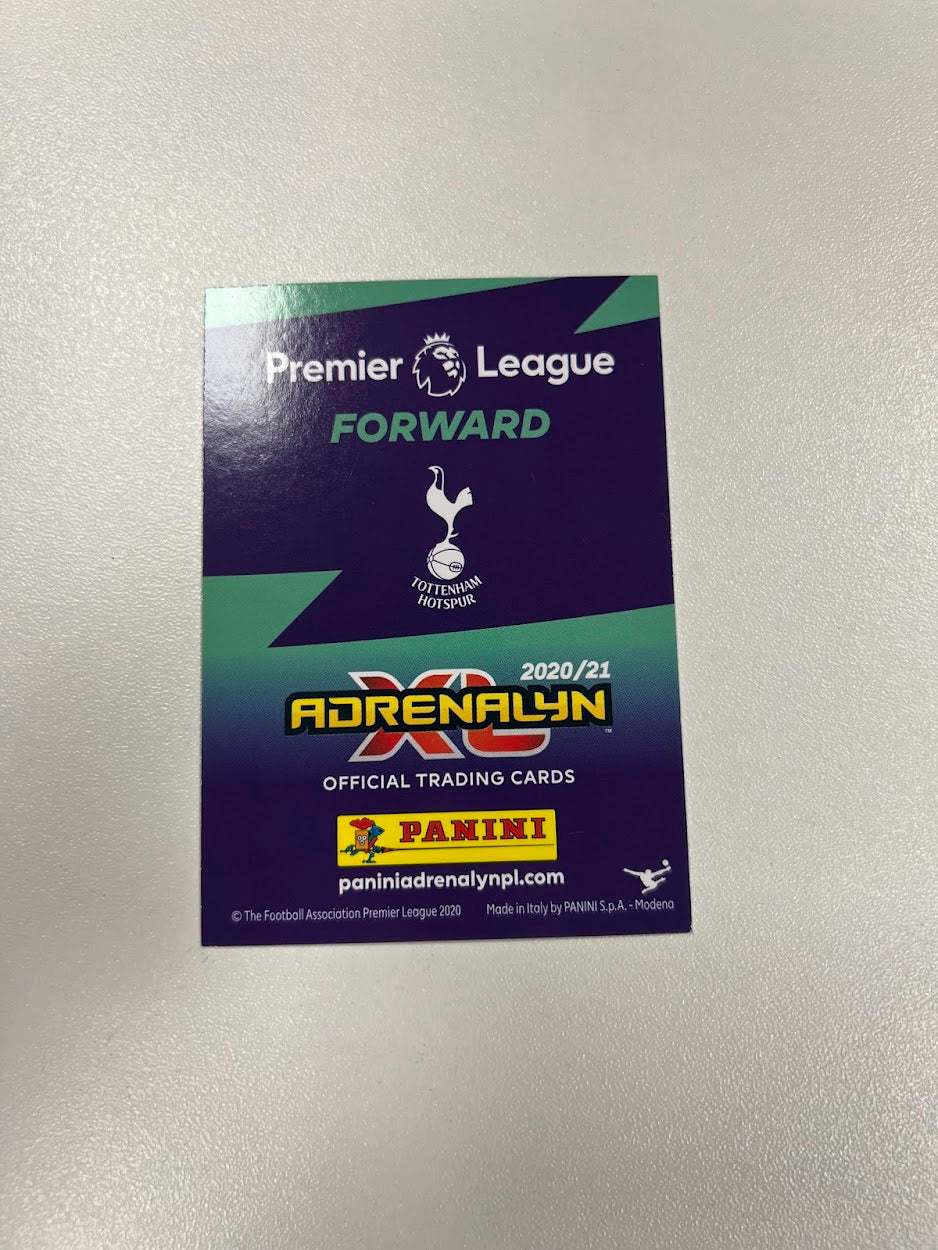 Premier League
FORWARD
TOTTENHAM
HOTSPUR
2020/21
ADRENALYN
XL
™
OFFICIAL TRADING CARDS
PANINI
paniniadrenalynpl.com
© The Football Association Premier League 2020 Made in Italy by PANINI S.p.A. - Modena